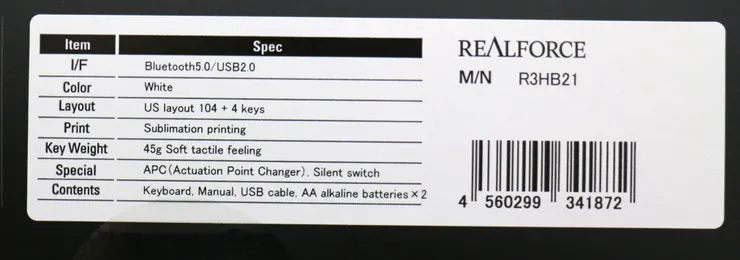 Item Spec
I/F Bluetooth5.0/USB2.0
Color White
Layout US layout 104 + 4 keys
Print Sublimation printing
Key Weight 45g Soft tactile feeling
Special APC(Actuation Point Changer), Silent switch
Contents Keyboard, Manual, USB cable, AA alkaline batteries×2
REALFORCE
M/N R3HB21
4 560299 341872